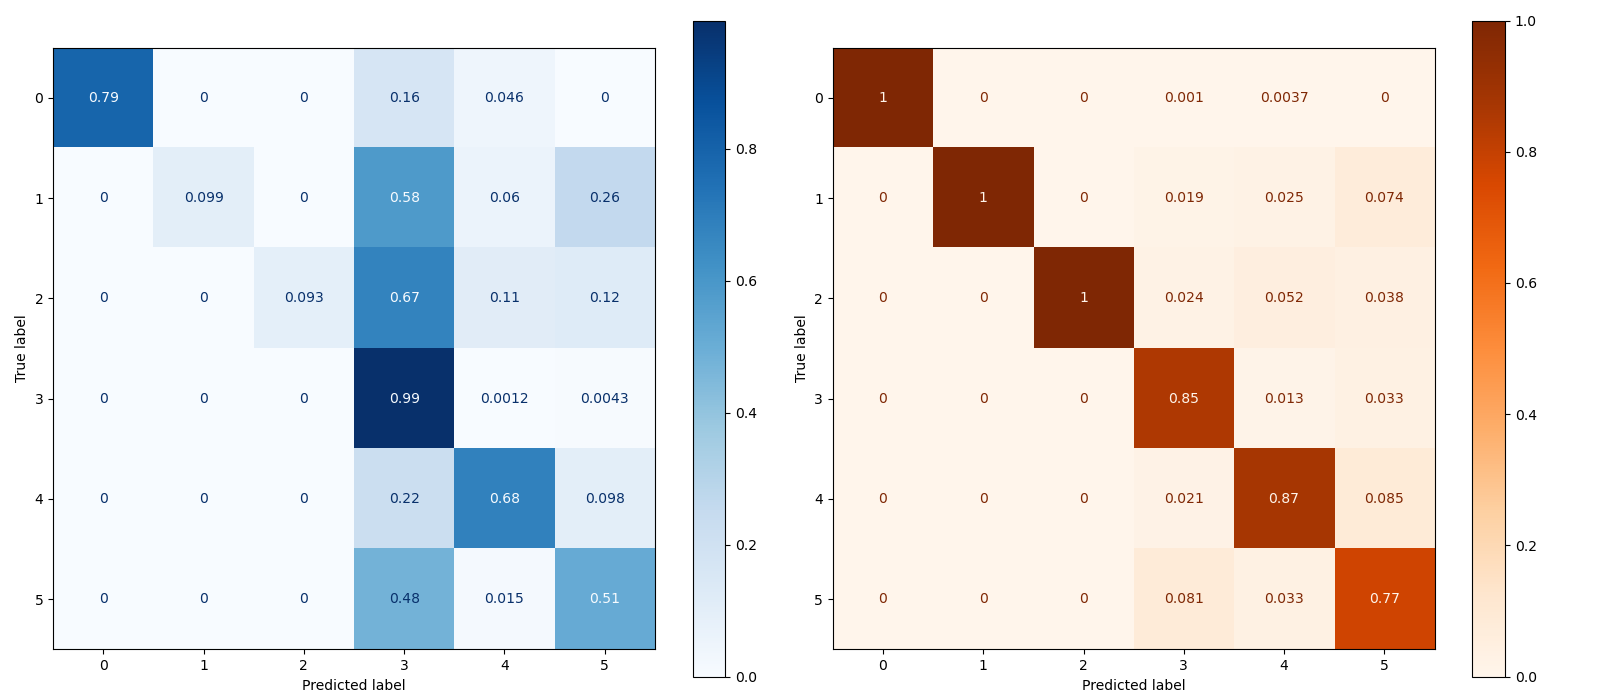 0 0.79 0 0 0.16 0.046 0
1 0 0.099 0 0.58 0.06 0.26
2 0 0 0.093 0.67 0.11 0.12
3 0 0 0 0.99 0.0012 0.0043
4 0 0 0 0.22 0.68 0.098
5 0 0 0 0.48 0.015 0.51
0 1 2 3 4 5
True label
Predicted label
0.8
0.6
0.4
0.2
0.0
0 1 0 0 0.001 0.0037 0
1 0 1 0 0.019 0.025 0.074
2 0 0 1 0.024 0.052 0.038
3 0 0 0 0.85 0.013 0.033
4 0 0 0 0.021 0.87 0.085
5 0 0 0 0.081 0.033 0.77
0 1 2 3 4 5
True label
Predicted label
1.0
0.8
0.6
0.4
0.2
0.0